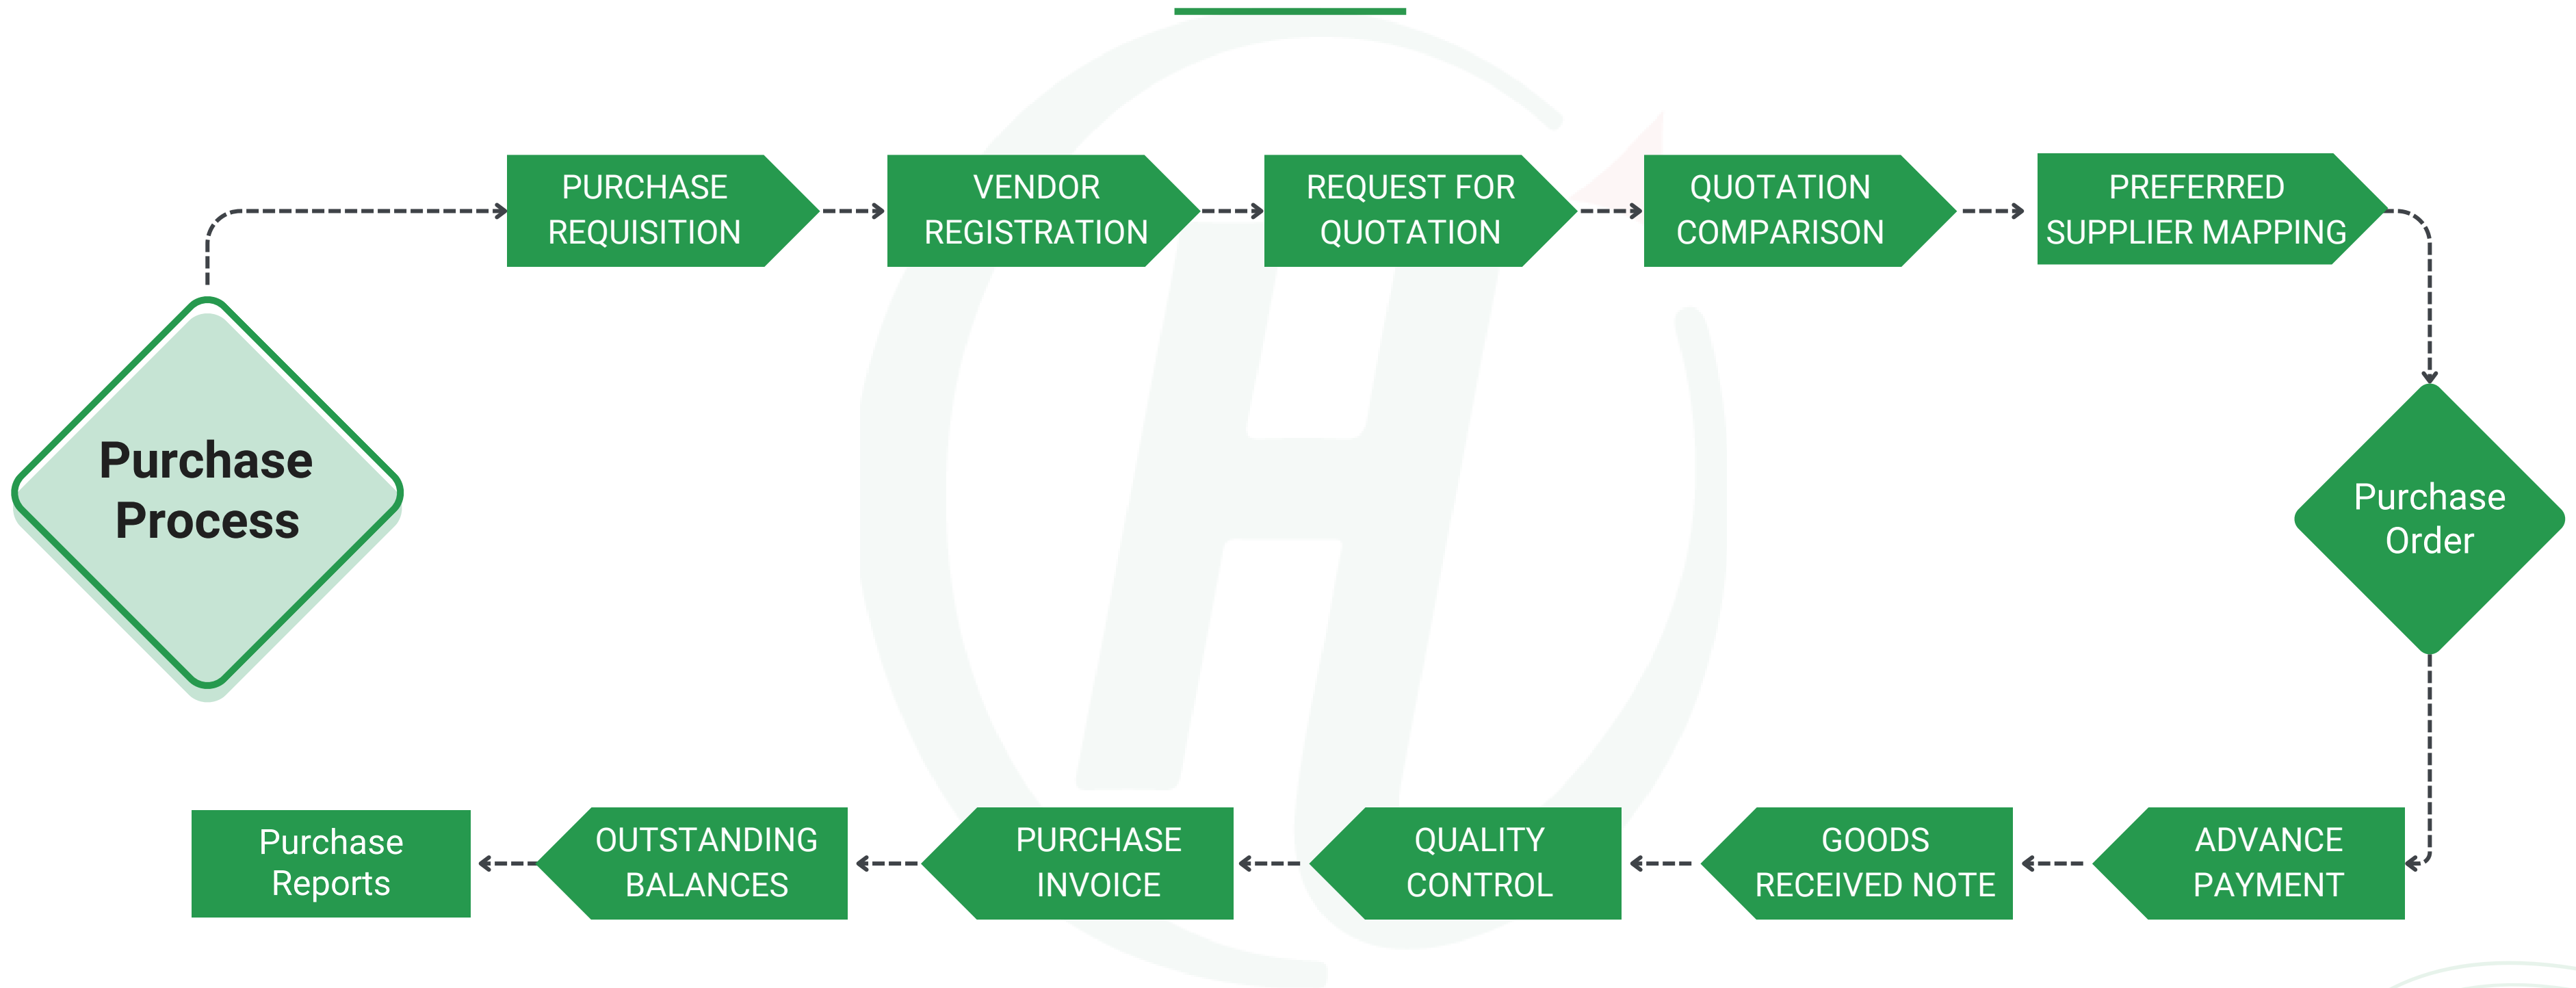 PURCHASE
REQUISITION
VENDOR
REGISTRATION
REQUEST FOR
QUOTATION
QUOTATION
COMPARISON
PREFERRED
SUPPLIER MAPPING
Purchase
Process
Purchase
Order
Purchase
Reports
OUTSTANDING
BALANCES
PURCHASE
INVOICE
QUALITY
CONTROL
GOODS
RECEIVED NOTE
ADVANCE
PAYMENT